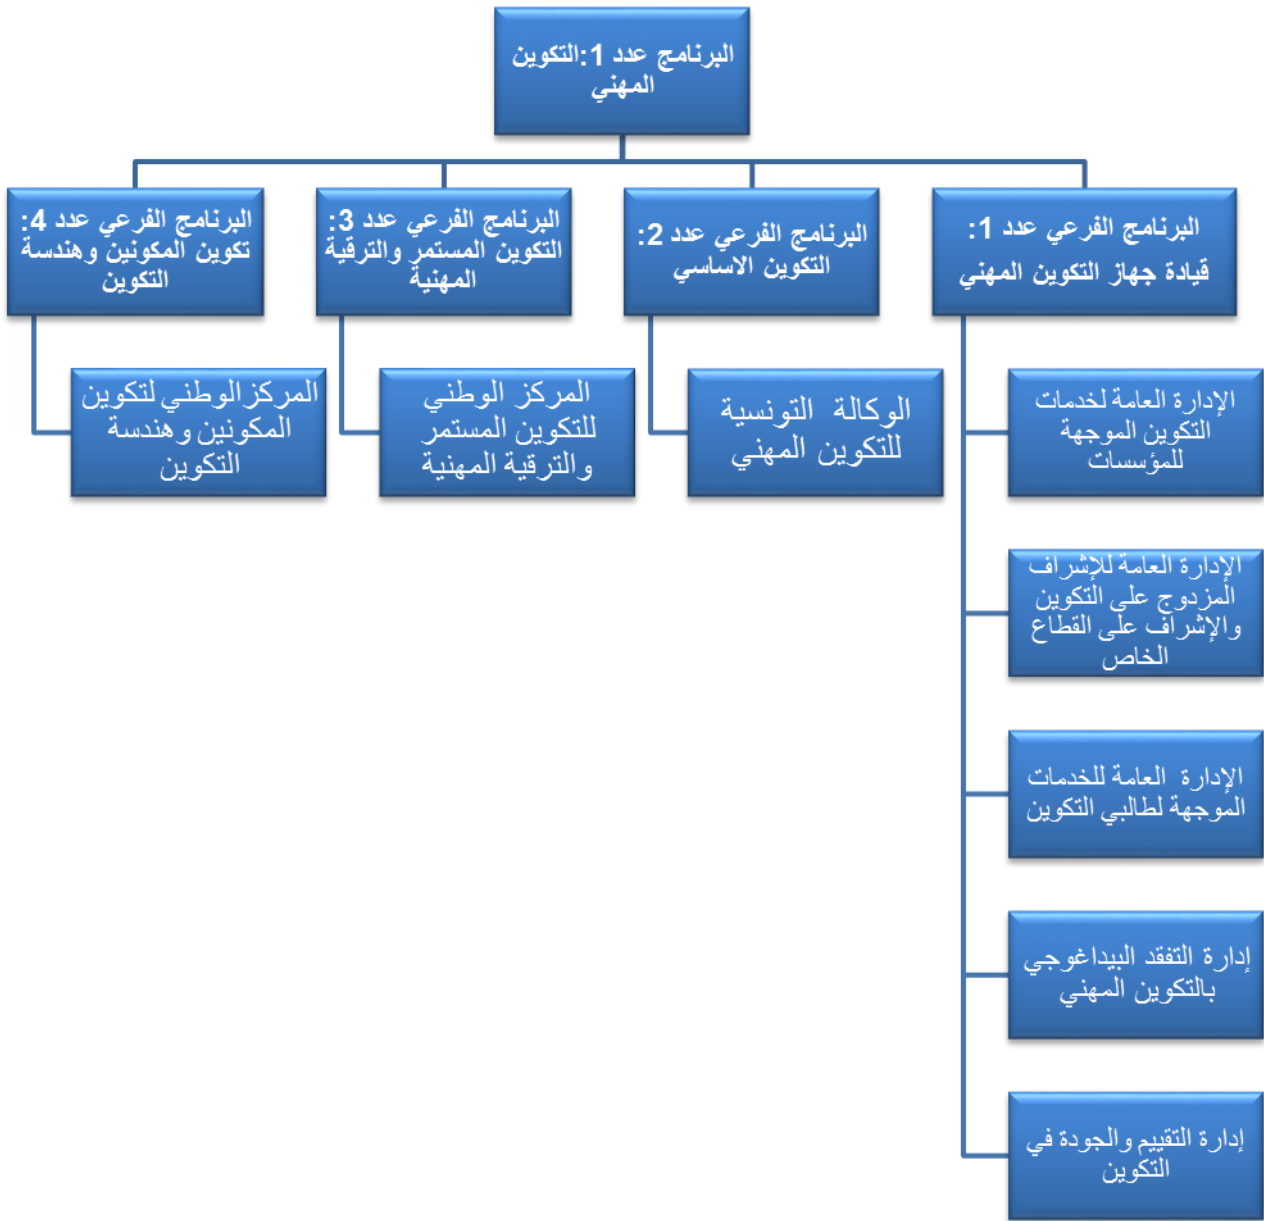 البرنامج عدد 1:التكوين
المهني
البرنامج الفرعي عدد 1:
قيادة جهاز التكوين المهني
البرنامج الفرعي عدد 2:
التكوين الاساسي
البرنامج الفرعي عدد 3:
التكوين المستمر والترقية
المهنية
البرنامج الفرعي عدد 4:
تكوين المكونين وهندسة
التكوين
الإدارة العامة لخدمات
التكوين الموجهة
للمؤسسات
الوكالة التونسية
للتكوين المهني
المركز الوطني
للتكوين المستمر
والترقية المهنية
المركز الوطني لتكوين
المكونين وهندسة
التكوين
الإدارة العامة للإشراف
المزدوج على التكوين
والإشراف على القطاع
الخاص
الإدارة العامة للخدمات
الموجهة لطالبي التكوين
إدارة التفقد البيداغوجي
بالتكوين المهني
إدارة التقييم والجودة في
التكوين